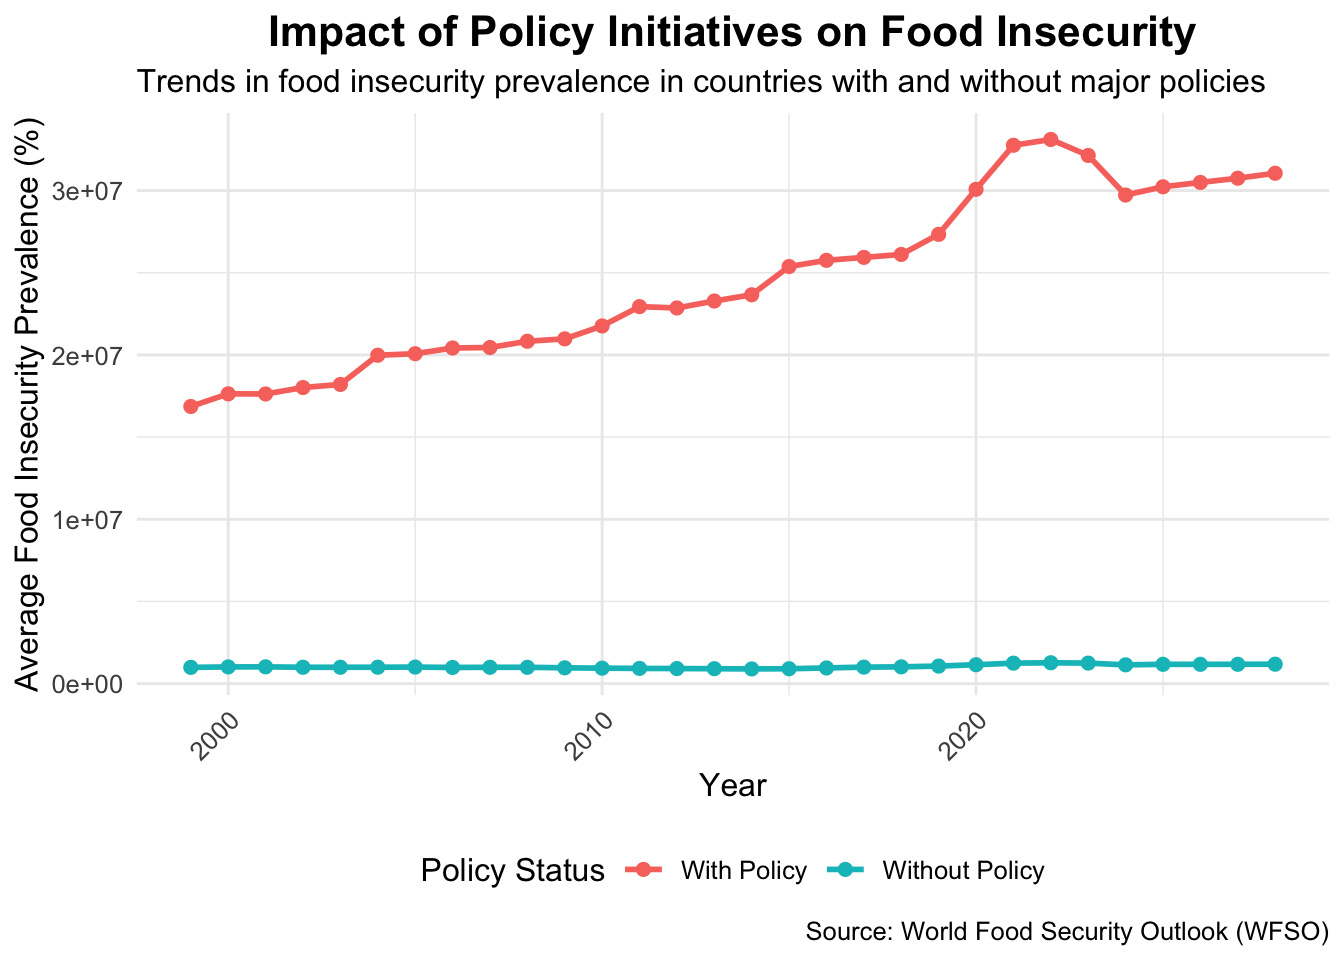 Impact of Policy Initiatives on Food Insecurity
Trends in food insecurity prevalence in countries with and without major policies
Average Food Insecurity Prevalence (%)
3e+07
2e+07
1e+07
0e+00
2000
2010
2020
Year
Policy Status
With Policy
Without Policy
Source: World Food Security Outlook (WFSO)